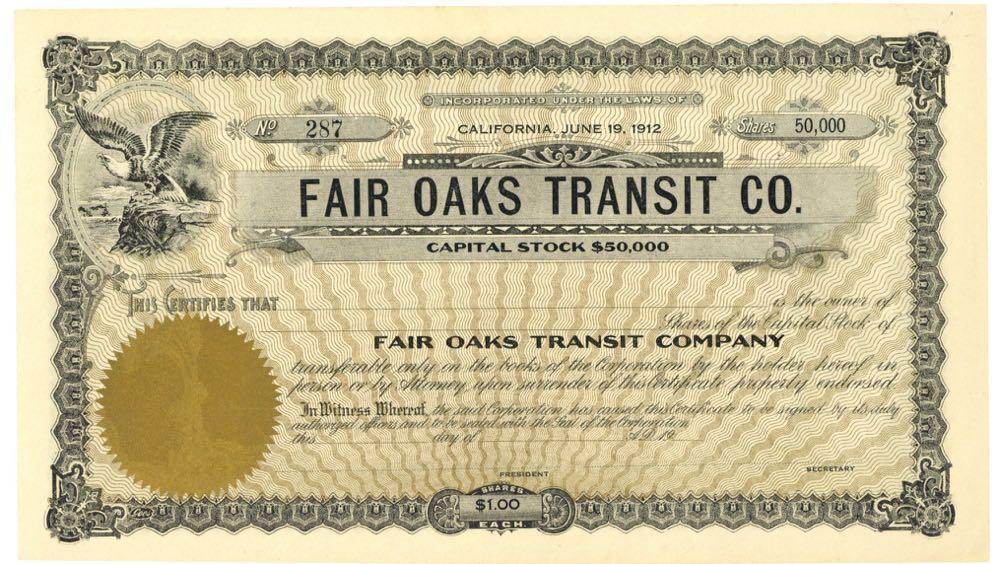 INCORPORATED UNDER THE LAWS OF
No 287
CALIFORNIA, JUNE 19, 1912
Shares 50,000
FAIR OAKS TRANSIT CO.
CAPITAL STOCK $50,000
THIS CERTIFIES THAT
is the owner of
Shares of the Capital Stock of
FAIR OAKS TRANSIT COMPANY
transferable only on the books of the Corporation by the holder hereof in
person or by Attorney upon surrender of this Certificate properly endorsed.
In Witness Whereof, the said Corporation has caused this Certificate to be signed by its duly
authorized officers and to be sealed with the Seal of the Corporation
this day of A.D. 19
PRESIDENT
SECRETARY
SHARES
$1.00
EACH